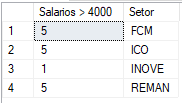 Salarios > 4000 Setor
1 5 FCM
2 5 ICO
3 1 INOVE
4 5 REMAN